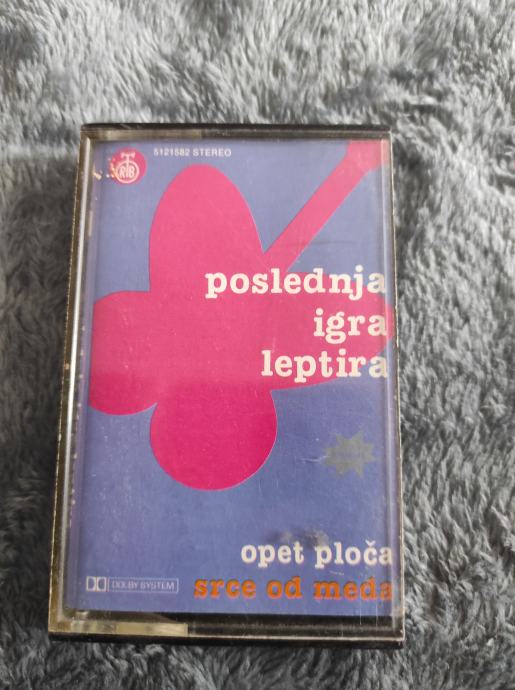 5121582 STEREO
RTB
poslednja
igra
leptira
opet ploča
DOLBY SYSTEM
srce od meda